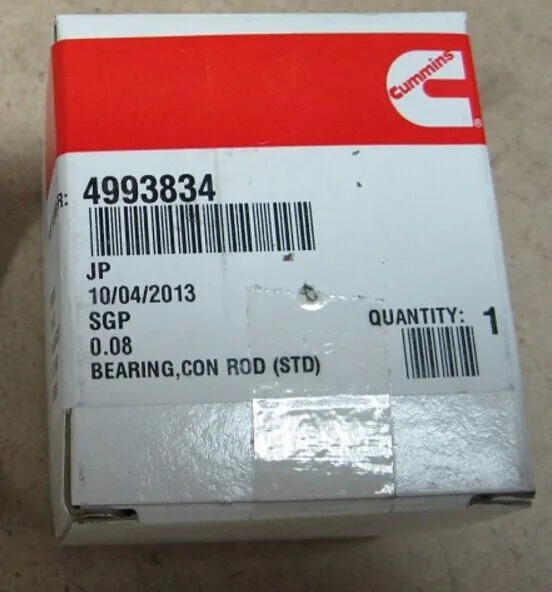 Cummins
®
R: 4993834
JP
10/04/2013
SGP
0.08
BEARING,CON ROD (STD)
QUANTITY: 1